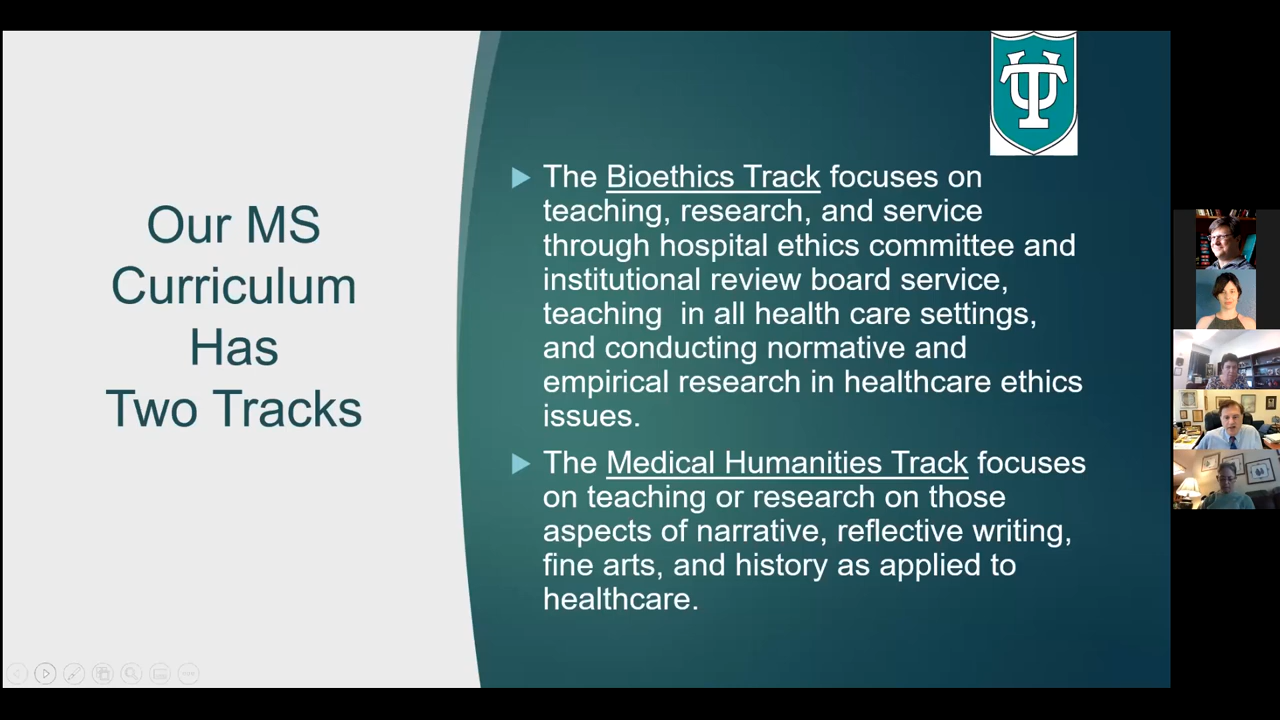 Our MS
Curriculum
Has
Two Tracks
The Bioethics Track focuses on
teaching, research, and service
through hospital ethics committee and
institutional review board service,
teaching  in all health care settings,
and conducting normative and
empirical research in healthcare ethics
issues.
The Medical Humanities Track focuses
on teaching or research on those
aspects of narrative, reflective writing,
fine arts, and history as applied to
healthcare.